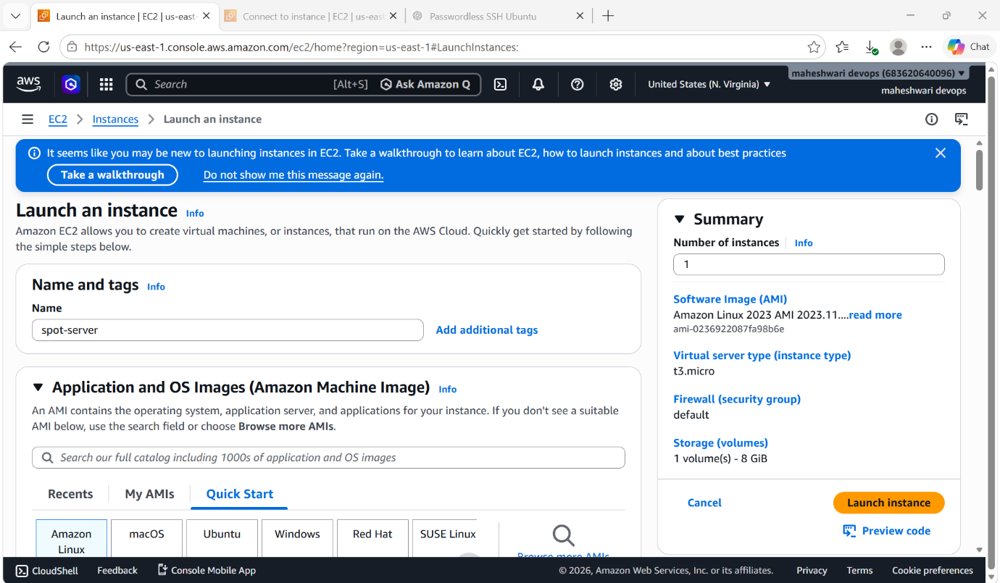 Launch an instance | EC2 | us-east-
Connect to instance | EC2 | us-eas
Passwordless SSH Ubuntu
https://us-east-1.console.aws.amazon.com/ec2/home?region=us-east-1#LaunchInstances:
Chat
aws
Search [Alt+S] Ask Amazon Q
United States (N. Virginia)
maheshwari devops (683620640096)
maheshwari devops
EC2 Instances Launch an instance
It seems like you may be new to launching instances in EC2. Take a walkthrough to learn about EC2, how to launch instances and about best practices
Take a walkthrough Do not show me this message again.
Launch an instance Info
Amazon EC2 allows you to create virtual machines, or instances, that run on the AWS Cloud. Quickly get started by following
the simple steps below.
Name and tags Info
Name
spot-server Add additional tags
Application and OS Images (Amazon Machine Image) Info
An AMI contains the operating system, application server, and applications for your instance. If you don't see a suitable
AMI below, use the search field or choose Browse more AMIs.
Search our full catalog including 1000s of application and OS images
Recents My AMIs Quick Start
Amazon
Linux
macOS
Ubuntu
Windows
Red Hat
SUSE Linux
Browse more AMIs
Summary
Number of instances Info
1
Software Image (AMI)
Amazon Linux 2023 AMI 2023.11....read more
ami-0236922087fa98b6e
Virtual server type (instance type)
t3.micro
Firewall (security group)
default
Storage (volumes)
1 volume(s) - 8 GiB
Cancel Launch instance
Preview code
CloudShell Feedback Console Mobile App © 2026, Amazon Web Services, Inc. or its affiliates. Privacy Terms Cookie preferences